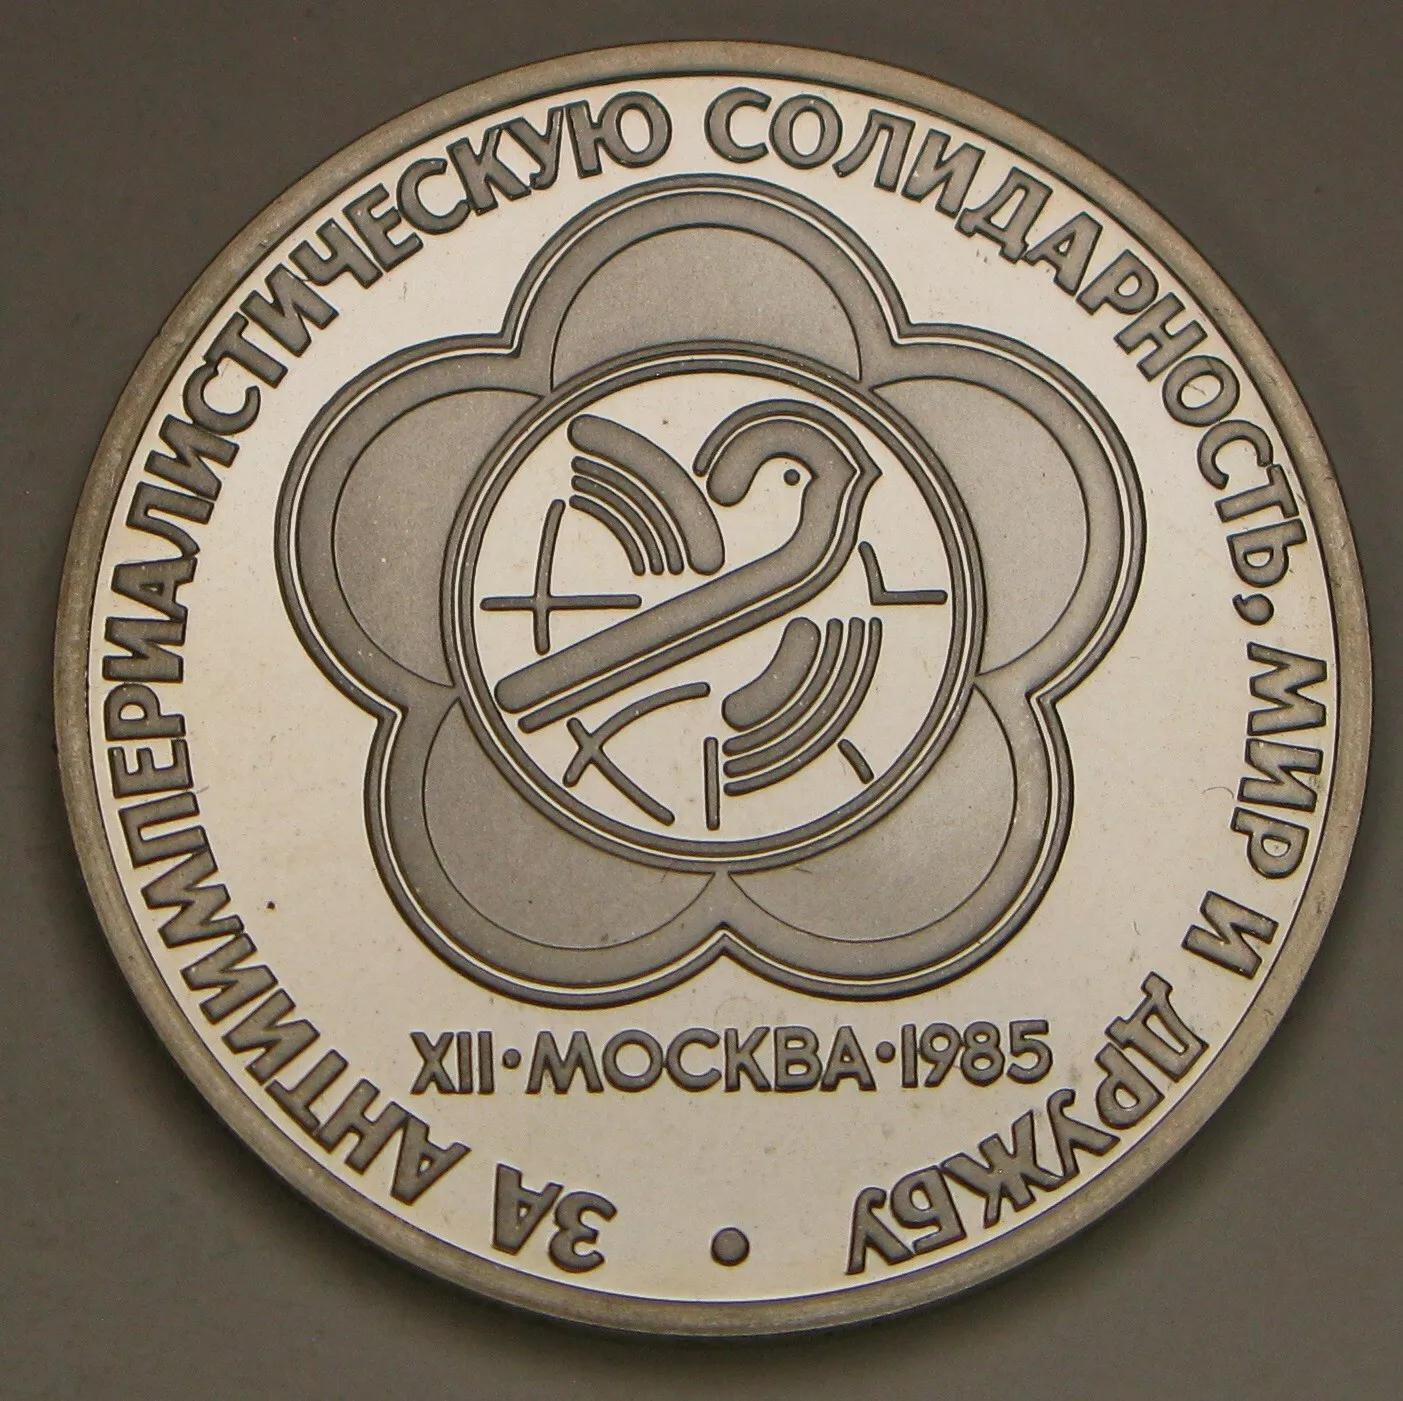 ЗА АНТИИМПЕРИАЛИСТИЧЕСКУЮ СОЛИДАРНОСТЬ, МИР И ДРУЖБУ •
XII • МОСКВА • 1985